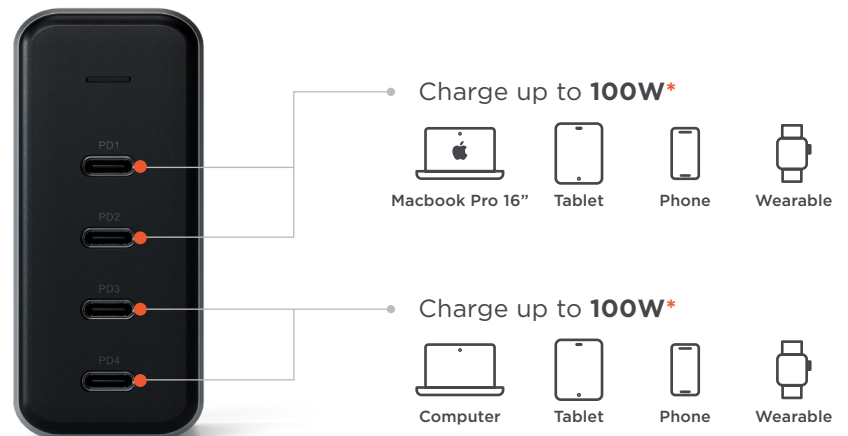 PD1
PD2
PD3
PD4
Charge up to 100W*
Macbook Pro 16”
Tablet
Phone
Wearable
Charge up to 100W*
Computer
Tablet
Phone
Wearable